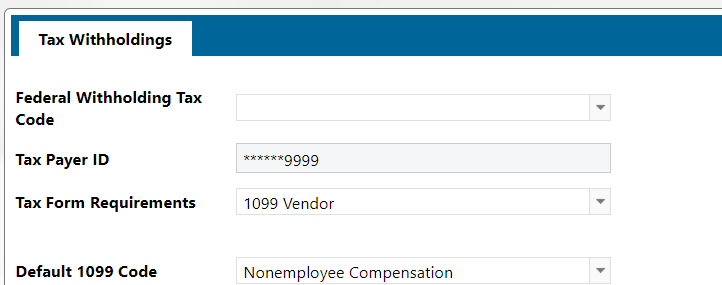 Tax Withholdings
Federal Withholding Tax
Code
Tax Payer ID
******9999
Tax Form Requirements
1099 Vendor
Default 1099 Code
Nonemployee Compensation